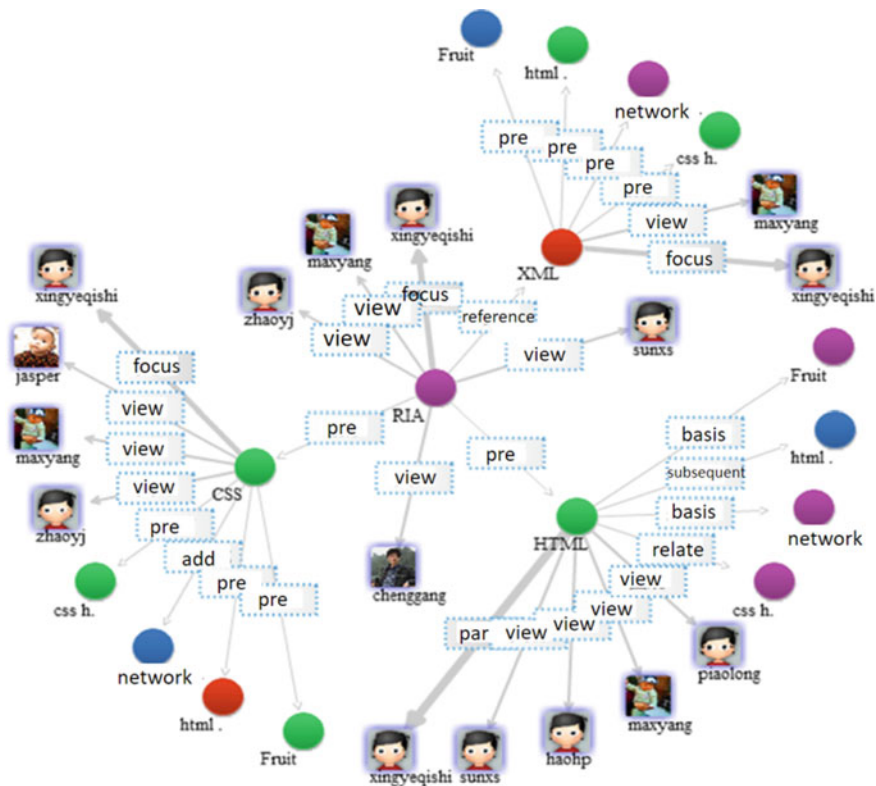 Fruit
html .
network .
css h.
pre
pre
pre
pre
view
maxyang
focus
XML
xingyeqishi
xingyeqishi
maxyang
zhaoyj
focus
view
view
reference
view
sunxs
RIA
xingyeqishi
jasper
maxyang
zhaoyj
focus
view
view
view
CSS
pre
add
pre
pre
css h.
network
html .
Fruit
pre
view
chenggang
pre
HTML
basis
subsequent
basis
relate
view
Fruit
html .
network
css h.
par
view
view
view
xingyeqishi
sunxs
haohp
maxyang
piaolong